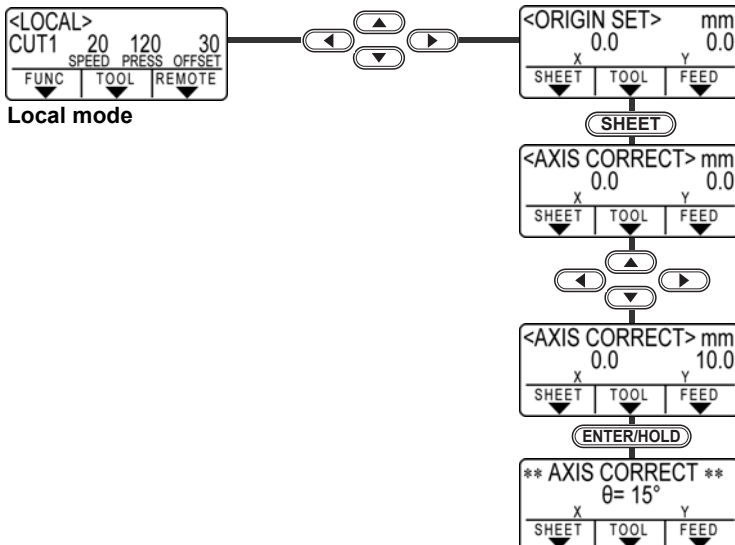 <LOCAL>
CUT1 20 120 30
SPEED PRESS OFFSET
FUNC TOOL REMOTE
Local mode
<ORIGIN SET> mm
0.0 0.0
X Y
SHEET TOOL FEED
SHEET
<AXIS CORRECT> mm
0.0 0.0
X Y
SHEET TOOL FEED
<AXIS CORRECT> mm
0.0 10.0
X Y
SHEET TOOL FEED
ENTER/HOLD
** AXIS CORRECT **
θ= 15°
X Y
SHEET TOOL FEED